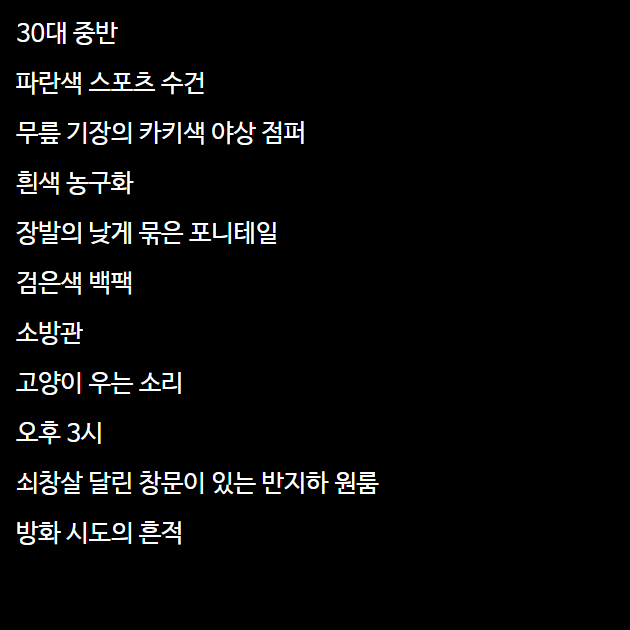 30대 중반
파란색 스포츠 수건
무릎 기장의 카키색 야상 점퍼
흰색 농구화
장발의 낮게 묶은 포니테일
검은색 백팩
소방관
고양이 우는 소리
오후 3시
쇠창살 달린 창문이 있는 반지하 원룸
방화 시도의 흔적